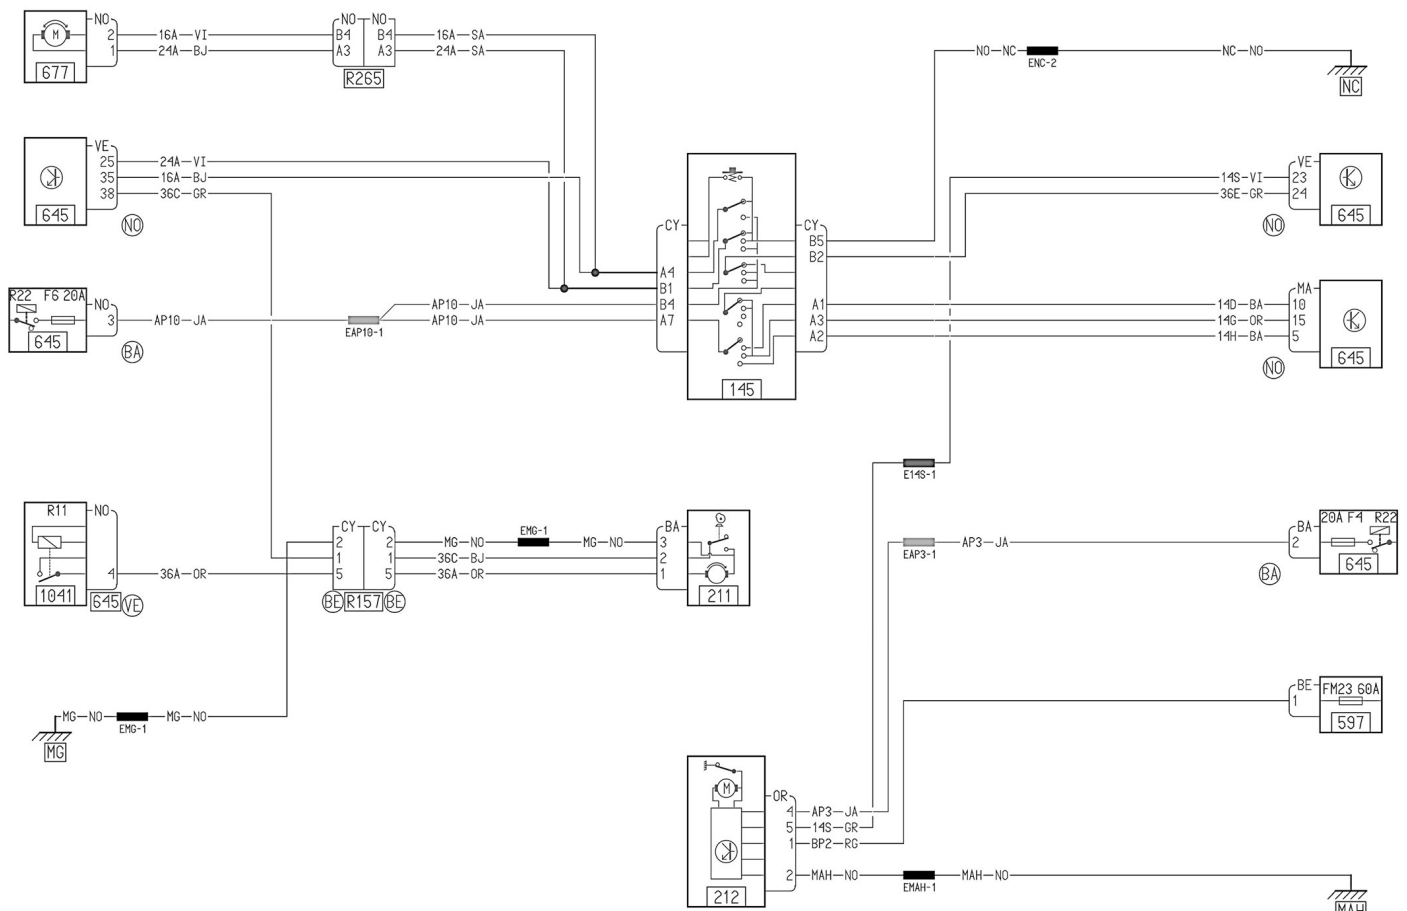 NO
M
2 16A VI
1 24A BJ
677
NO NO
B4 B4
A3 A3
R265
16A SA
24A SA
NO NC
ENC-2
NC NO
NC
VE
25 24A VI
35 16A BJ
38 36C GR
645
NO
R22 F6 20A
NO
3 AP10 JA
645
BA
EAP10-1
AP10 JA
AP10 JA
CY
A4
B1
B4
A7
145
CY
B5
B2
A1
A3
A2
14S VI
36E GR
VE
23
24
645
NO
14D BA
14G OR
14H BA
MA
10
15
5
645
NO
E14S-1
R11
NO
4 36A OR
1041
645
VE
CY CY
2 2
1 1
5 5
BE R157 BE
MG NO
EMG-1
MG NO
36C BJ
36A OR
BA
3
2
1
211
EAP3-1
AP3 JA
BA
2
20A F4 R22
645
BA
MG NO
EMG-1
MG NO
MG
BE
1
FM23 60A
597
M
212
OR
4 AP3 JA
5 14S GR
1 BP2 RG
2 MAH NO
EMAH-1
MAH NO
MAH